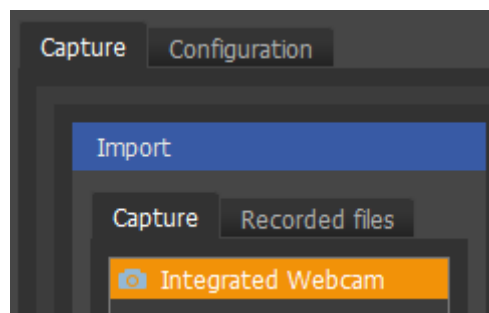 Capture Configuration
Import
Capture Recorded files
Integrated Webcam